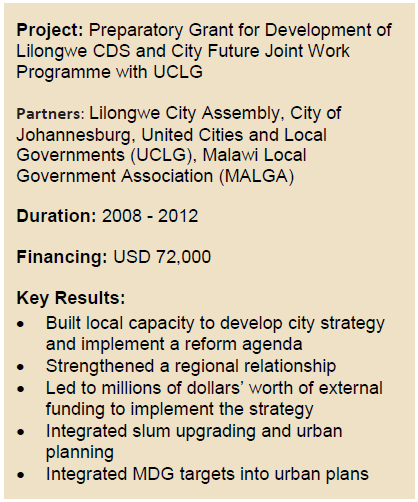 Project: Preparatory Grant for Development of
Lilongwe CDS and City Future Joint Work
Programme with UCLG
Partners: Lilongwe City Assembly, City of
Johannesburg, United Cities and Local
Governments (UCLG), Malawi Local
Government Association (MALGA)
Duration: 2008 - 2012
Financing: USD 72,000
Key Results:
• Built local capacity to develop city strategy
and implement a reform agenda
• Strengthened a regional relationship
• Led to millions of dollars’ worth of external
funding to implement the strategy
• Integrated slum upgrading and urban
planning
• Integrated MDG targets into urban plans